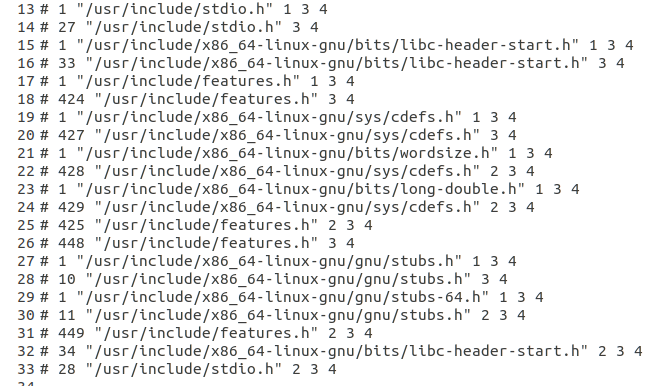 13 # 1 "/usr/include/stdio.h" 1 3 4
14 # 27 "/usr/include/stdio.h" 3 4
15 # 1 "/usr/include/x86_64-linux-gnu/bits/libc-header-start.h" 1 3 4
16 # 33 "/usr/include/x86_64-linux-gnu/bits/libc-header-start.h" 3 4
17 # 1 "/usr/include/features.h" 1 3 4
18 # 424 "/usr/include/features.h" 3 4
19 # 1 "/usr/include/x86_64-linux-gnu/sys/cdefs.h" 1 3 4
20 # 427 "/usr/include/x86_64-linux-gnu/sys/cdefs.h" 3 4
21 # 1 "/usr/include/x86_64-linux-gnu/bits/wordsize.h" 1 3 4
22 # 428 "/usr/include/x86_64-linux-gnu/sys/cdefs.h" 2 3 4
23 # 1 "/usr/include/x86_64-linux-gnu/bits/long-double.h" 1 3 4
24 # 429 "/usr/include/x86_64-linux-gnu/sys/cdefs.h" 2 3 4
25 # 425 "/usr/include/features.h" 2 3 4
26 # 448 "/usr/include/features.h" 3 4
27 # 1 "/usr/include/x86_64-linux-gnu/gnu/stubs.h" 1 3 4
28 # 10 "/usr/include/x86_64-linux-gnu/gnu/stubs.h" 3 4
29 # 1 "/usr/include/x86_64-linux-gnu/gnu/stubs-64.h" 1 3 4
30 # 11 "/usr/include/x86_64-linux-gnu/gnu/stubs.h" 2 3 4
31 # 449 "/usr/include/features.h" 2 3 4
32 # 34 "/usr/include/x86_64-linux-gnu/bits/libc-header-start.h" 2 3 4
33 # 28 "/usr/include/stdio.h" 2 3 4